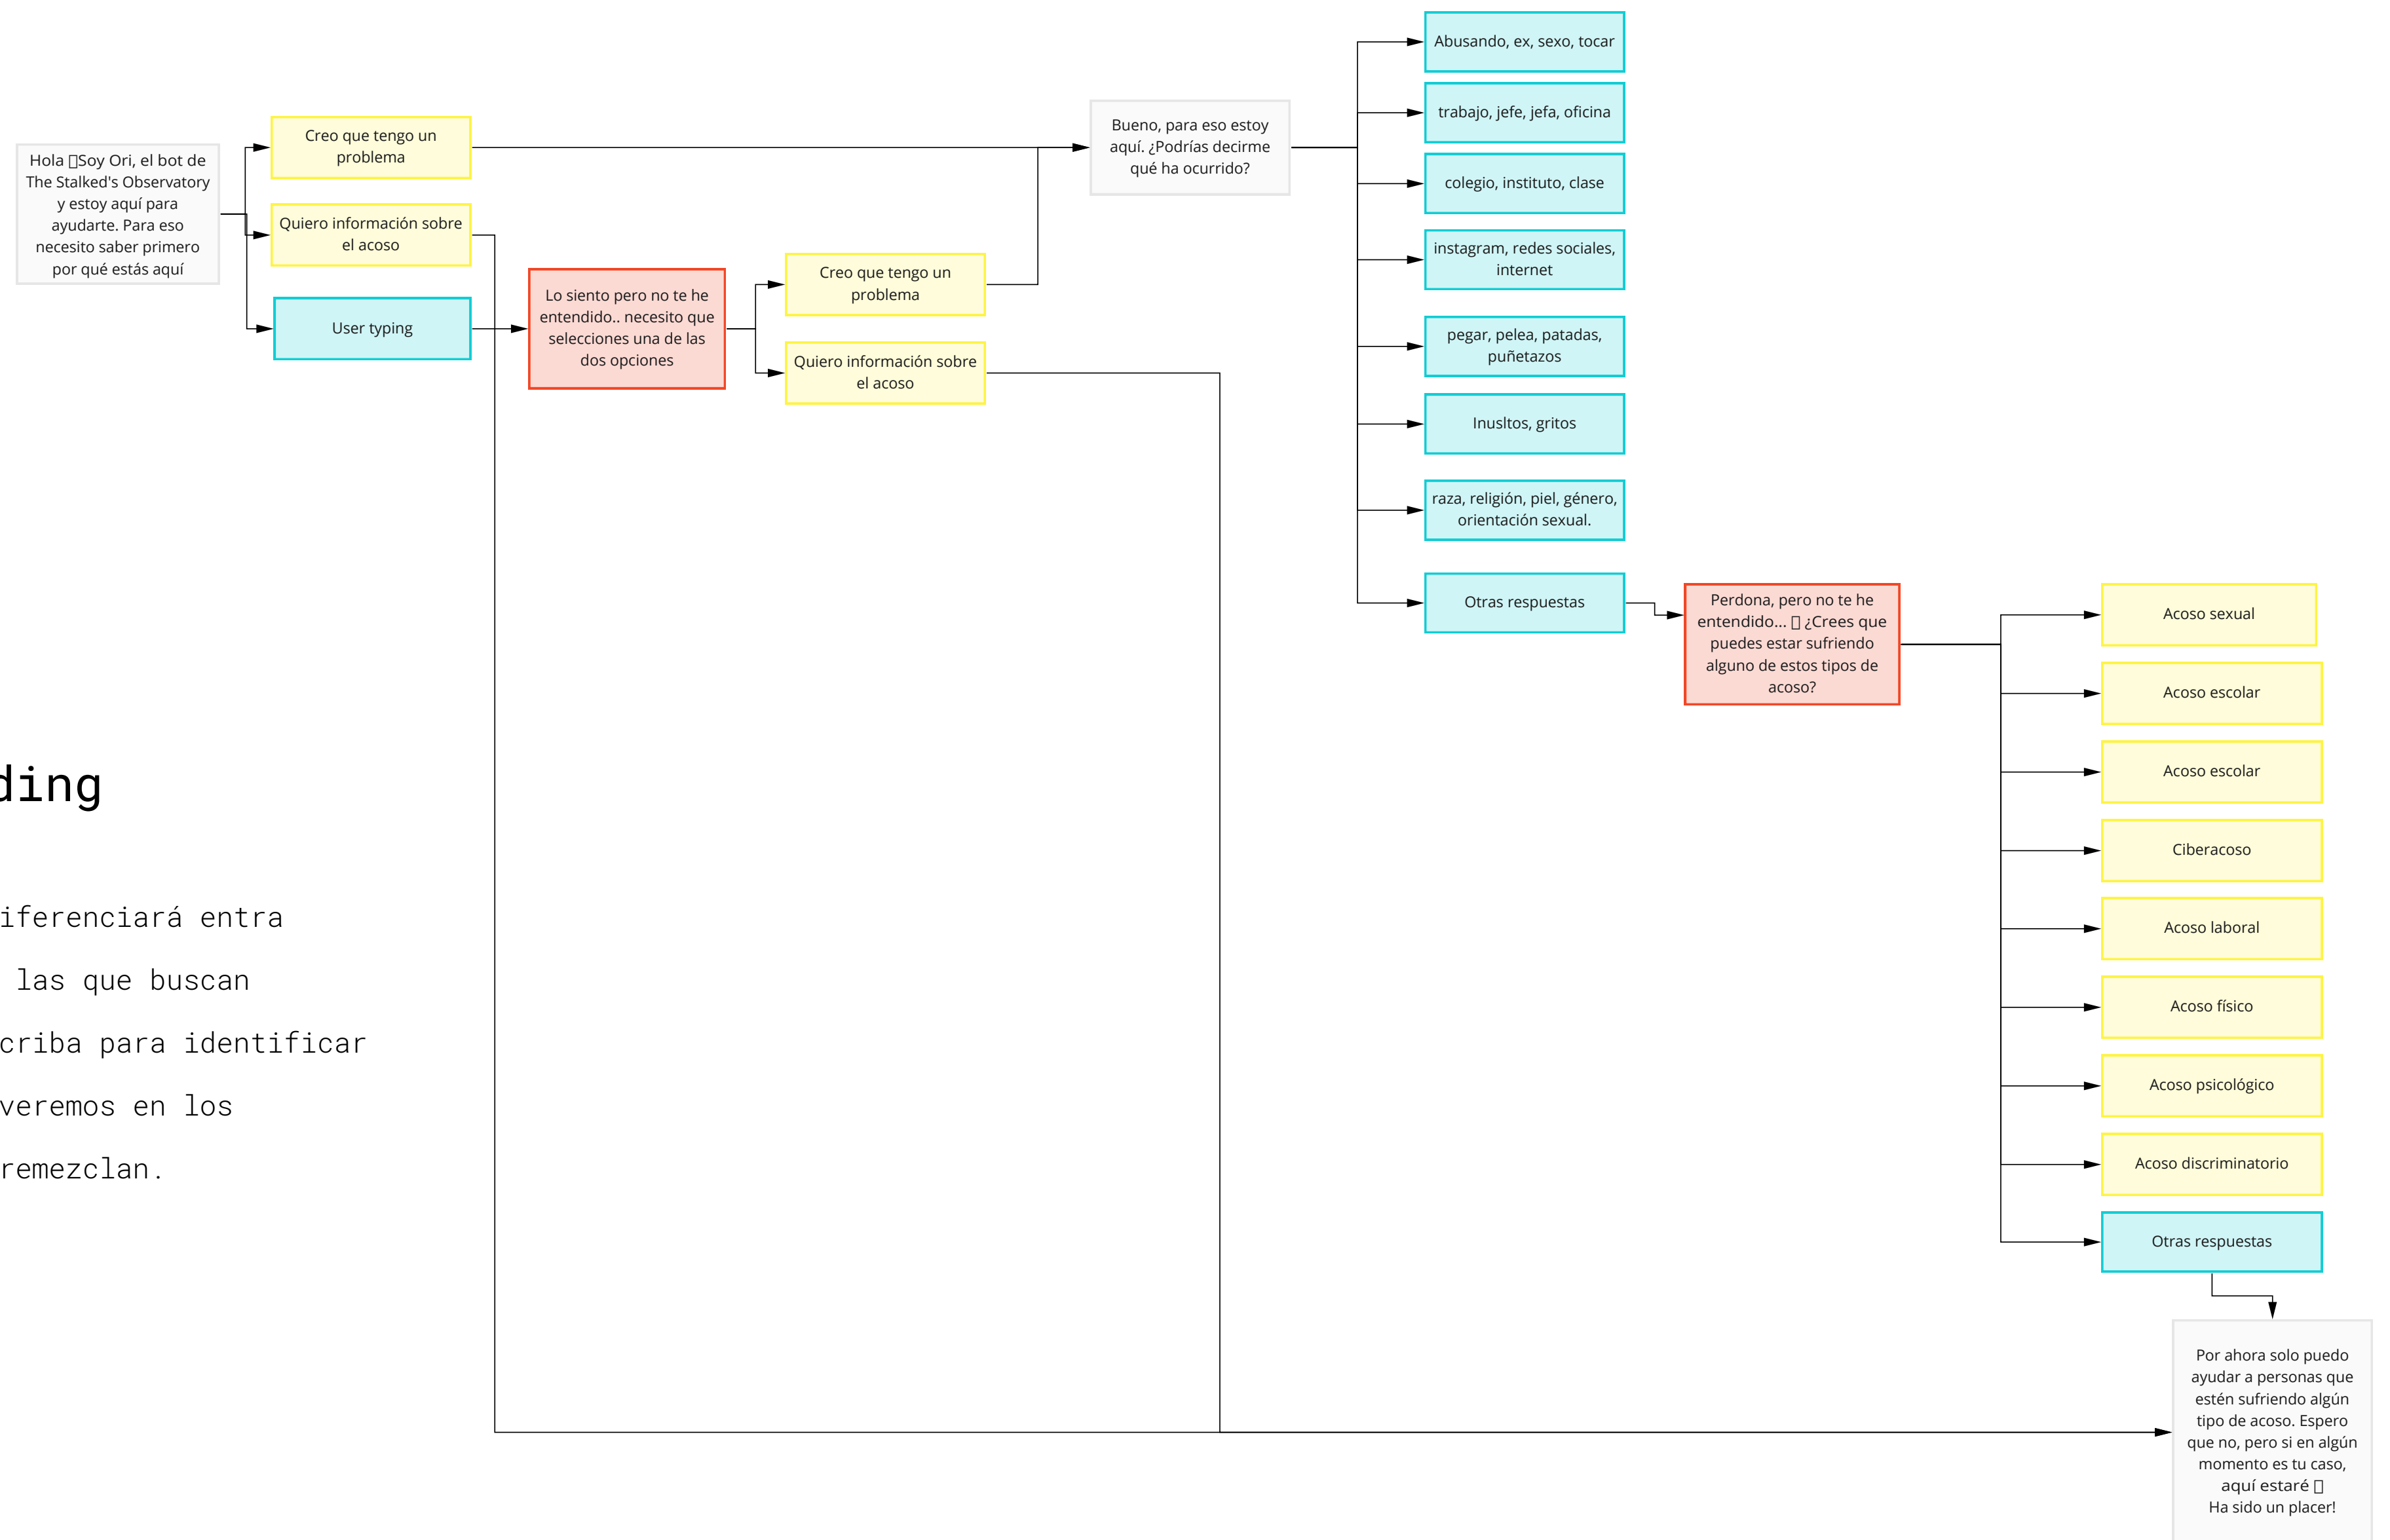 Hola Soy Ori, el bot de
The Stalked's Observatory
y estoy aquí para
ayudarte. Para eso
necesito saber primero
por qué estás aquí
Creo que tengo un
problema
Quiero información sobre
el acoso
User typing
Lo siento pero no te he
entendido.. necesito que
selecciones una de las
dos opciones
Creo que tengo un
problema
Quiero información sobre
el acoso
Bueno, para eso estoy
aquí. ¿Podrías decirme
qué ha ocurrido?
Abusando, ex, sexo, tocar
trabajo, jefe, jefa, oficina
colegio, instituto, clase
instagram, redes sociales,
internet
pegar, pelea, patadas,
puñetazos
Inusltos, gritos
raza, religión, piel, género,
orientación sexual.
Otras respuestas
Perdona, pero no te he
entendido... ¿Crees que
puedes estar sufriendo
alguno de estos tipos de
acoso?
Acoso sexual
Acoso escolar
Acoso escolar
Ciberacoso
Acoso laboral
Acoso físico
Acoso psicológico
Acoso discriminatorio
Otras respuestas
Por ahora solo puedo
ayudar a personas que
estén sufriendo algún
tipo de acoso. Espero
que no, pero si en algún
momento es tu caso,
aquí estaré
Ha sido un placer!
ding
iferenciará entra
las que buscan
criba para identificar
veremos en los
remezclan.